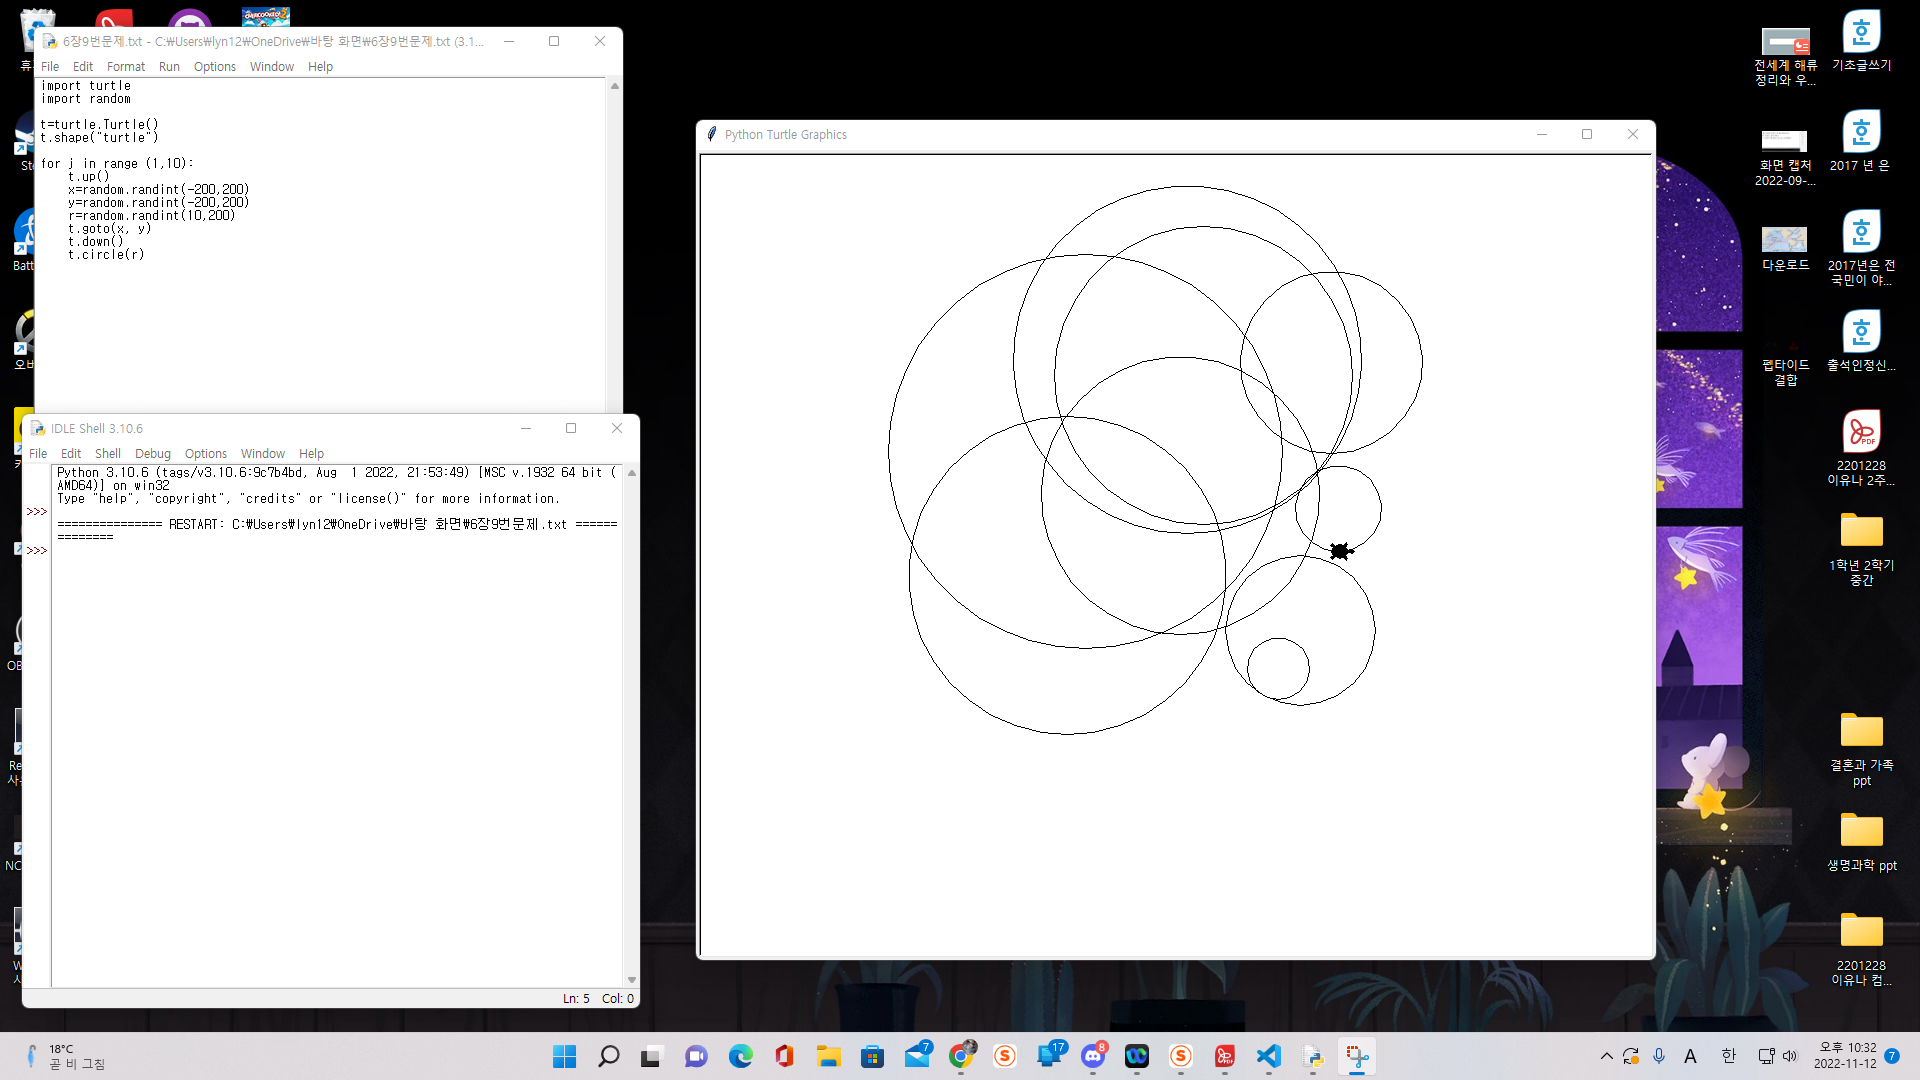 6장9번문제.txt - C:₩Users₩lyn12₩OneDrive₩바탕 화면₩6장9번문제.txt (3.1...
File Edit Format Run Options Window Help
import turtle
import random
t=turtle.Turtle()
t.shape("turtle")
for j in range (1,10):
    t.up()
    x=random.randint(-200,200)
    y=random.randint(-200,200)
    r=random.randint(10,200)
    t.goto(x, y)
    t.down()
    t.circle(r)
IDLE Shell 3.10.6
File Edit Shell Debug Options Window Help
Python 3.10.6 (tags/v3.10.6:9c7b4bd, Aug  1 2022, 21:53:49) [MSC v.1932 64 bit (
AMD64)] on win32
Type "help", "copyright", "credits" or "license()" for more information.
>>>
=============== RESTART: C:₩Users₩lyn12₩OneDrive₩바탕 화면₩6장9번문제.txt ======
========
>>>
Ln: 5 Col: 0
Python Turtle Graphics
전세계 해류
정리와 우...
기초글쓰기
화면 캡처
2022-09-...
2017 년 은
다운로드
2017년은 전
국민이 야...
펩타이드
결합
출석인정신...
2201228
이유나 2주...
1학년 2학기
중간
결혼과 가족
ppt
생명과학 ppt
2201228
이유나 컴...
18°C
곧 비 그침
7
17
8
A
한
오후 10:32
2022-11-12
7